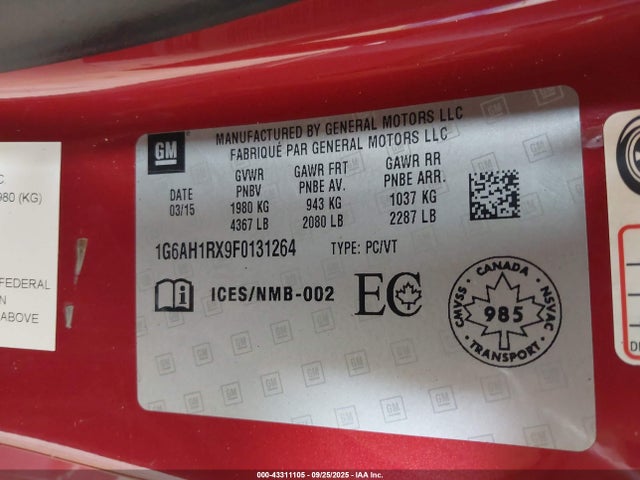 GM
MANUFACTURED BY GENERAL MOTORS LLC
FABRIQUÉ PAR GENERAL MOTORS LLC
DATE
03/15
GVWR
PNBV
1980 KG
4367 LB
GAWR FRT
PNBE AV.
943 KG
2080 LB
GAWR RR
PNBE ARR.
1037 KG
2287 LB
1G6AH1RX9F0131264 TYPE: PC/VT
ICES/NMB-002 EC
CANADA
CMVSS
985
NSVAC
TRANSPORT
C.
980 (KG)
FEDERAL
N
ABOVE
000-43311105 - 09/25/2025 - IAA Inc.